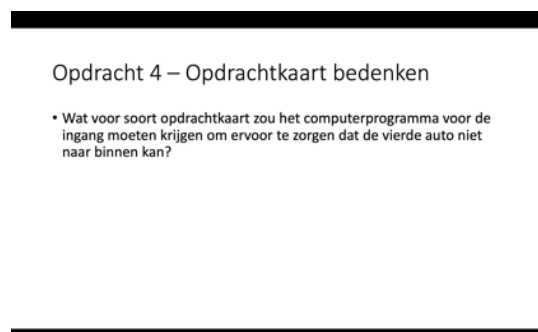 Opdracht 4 – Opdrachtkaart bedenken
• Wat voor soort opdrachtkaart zou het computerprogramma voor de
ingang moeten krijgen om ervoor te zorgen dat de vierde auto niet
naar binnen kan?